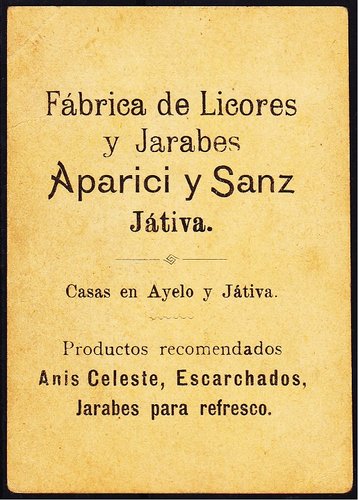 Fábrica de Licores
y Jarabes
Aparici y Sanz
Játiva.
Casas en Ayelo y Játiva.
Productos recomendados
Anis Celeste, Escarchados,
Jarabes para refresco.